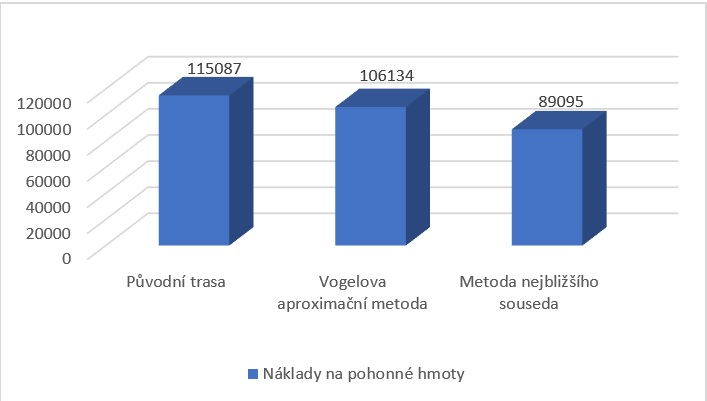 115087
106134
89095
120000
100000
80000
60000
40000
20000
0
Původní trasa
Vogelova
aproximační metoda
Metoda nejbližšího
souseda
Náklady na pohonné hmoty